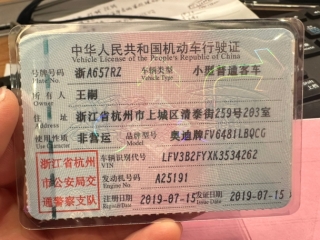 中华人民共和国机动车行驶证
Vehicle License of the People's Republic of China
号牌号码 浙A657RZ 车辆类型 小型普通客车
Plate No. Vehicle Type
所有人 王嗣
Owner
住址 浙江省杭州市上城区清泰街259号203室
Address
使用性质 非营运 品牌型号 奥迪牌FV6481LBQCG
Use Character Model
浙江省杭州市公安局交通警察支队
车辆识别代号 LFV3B2FYXK3534262
VIN
发动机号码 A25191
Engine No.
注册日期 2019-07-15 发证日期 2019-07-15
Register Date Issue Date